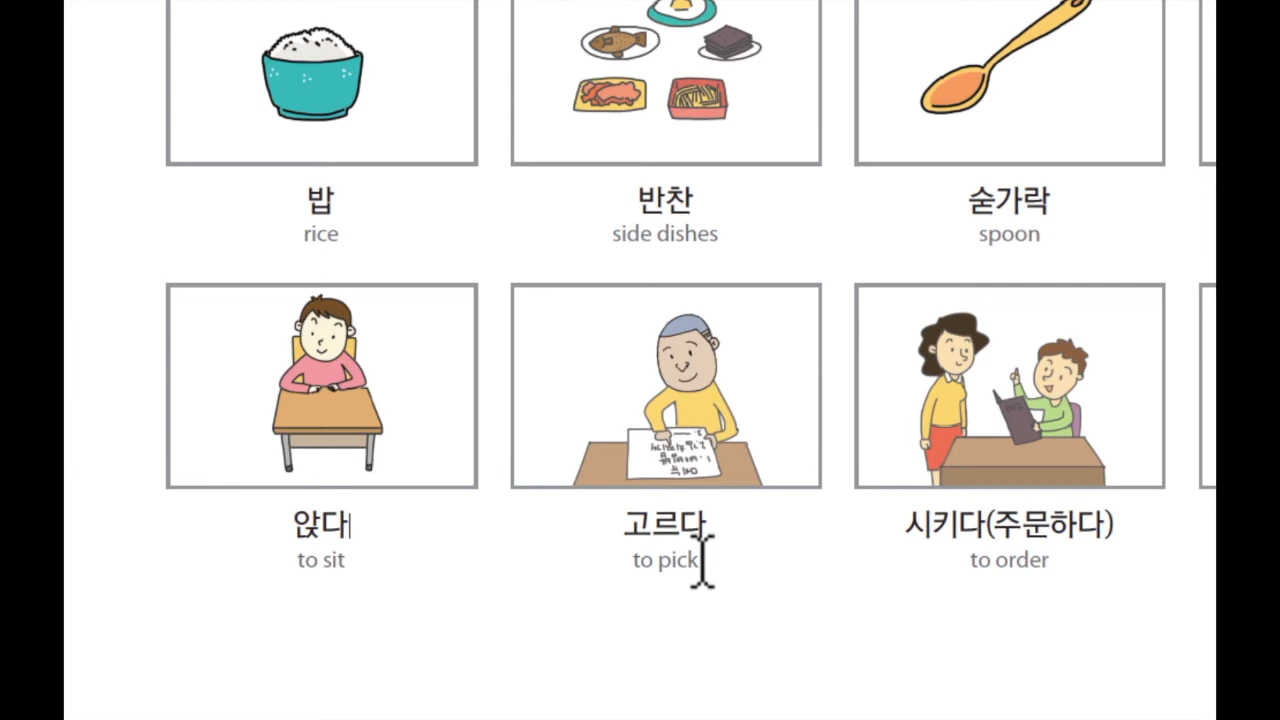 밥
반찬
숟가락
rice
side dishes
spoon
앉다
고르다
시키다(주문하다)
to sit
to pick
to order